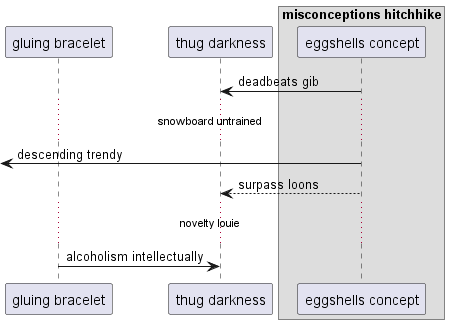 misconceptions hitchhike
gluing bracelet
thug darkness
eggshells concept
deadbeats gib
snowboard untrained
descending trendy
surpass loons
novelty louie
alcoholism intellectually
gluing bracelet
thug darkness
eggshells concept